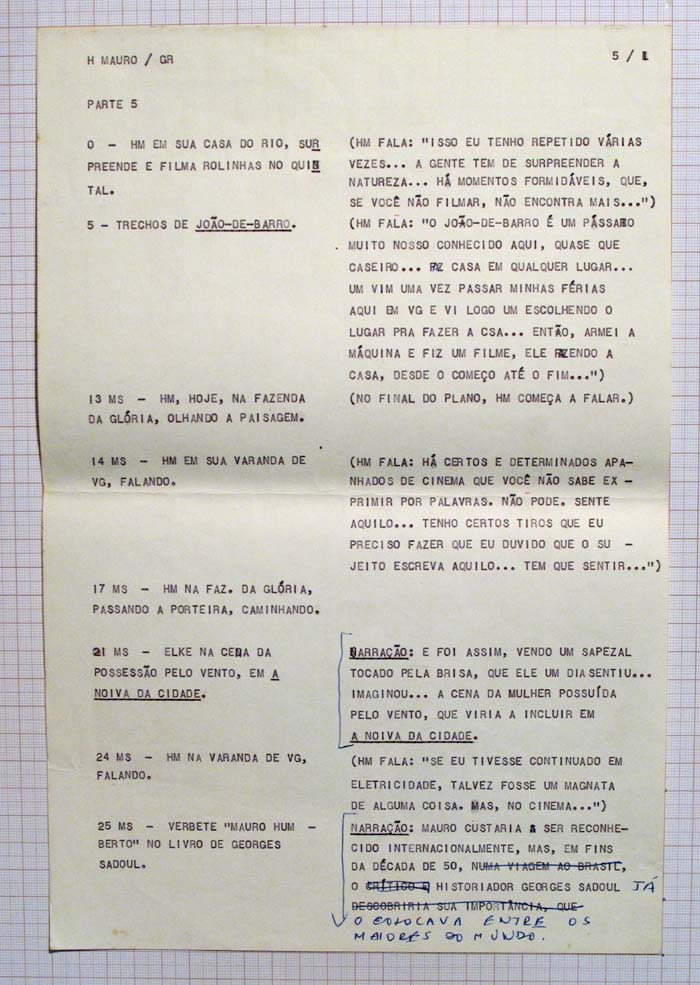 H MAURO / GR
5 / 1
PARTE 5
0 - HM EM SUA CASA DO RIO, SUR
PREENDE E FILMA ROLINHAS NO QUIN
TAL.
(HM FALA: "ISSO EU TENHO REPETIDO VÁRIAS
VEZES... A GENTE TEM DE SURPREENDER A
NATUREZA... HÁ MOMENTOS FORMIDÁVEIS, QUE,
SE VOCÊ NÃO FILMAR, NÃO ENCONTRA MAIS...")
5 - TRECHOS DE JOÃO-DE-BARRO.
(HM FALA: "O JOÃO-DE-BARRO É UM PÁSSARO
MUITO NOSSO CONHECIDO AQUI, QUASE QUE
CASEIRO... FAZ CASA EM QUALQUER LUGAR...
UM VIM UMA VEZ PASSAR MINHAS FÉRIAS
AQUI EM VG E VI LOGO UM ESCOLHENDO O
LUGAR PRA FAZER A CSA... ENTÃO, ARMEI A
MÁQUINA E FIZ UM FILME, ELE FAZENDO A
CASA, DESDE O COMEÇO ATÉ O FIM...")
13 MS - HM, HOJE, NA FAZENDA
DA GLÓRIA, OLHANDO A PAISAGEM.
(NO FINAL DO PLANO, HM COMEÇA A FALAR.)
14 MS - HM EM SUA VARANDA DE
VG, FALANDO.
(HM FALA: HÁ CERTOS E DETERMINADOS APA-
NHADOS DE CINEMA QUE VOCÊ NÃO SABE EX -
PRIMIR POR PALAVRAS. NÃO PODE. SENTE
AQUILO... TENHO CERTOS TIROS QUE EU
PRECISO FAZER QUE EU DUVIDO QUE O SU -
JEITO ESCREVA AQUILO... TEM QUE SENTIR...")
17 MS - HM NA FAZ. DA GLÓRIA,
PASSANDO A PORTEIRA, CAMINHANDO.
21 MS - ELKE NA CENA DA
POSSESSÃO PELO VENTO, EM A
NOIVA DA CIDADE.
NARRAÇÃO: E FOI ASSIM, VENDO UM SAPEZAL
TOCADO PELA BRISA, QUE ELE UM DIA SENTIU...
IMAGINOU... A CENA DA MULHER POSSUÍDA
PELO VENTO, QUE VIRIA A INCLUIR EM
A NOIVA DA CIDADE.
24 MS - HM NA VARANDA DE VG,
FALANDO.
(HM FALA: "SE EU TIVESSE CONTINUADO EM
ELETRICIDADE, TALVEZ FOSSE UM MAGNATA
DE ALGUMA COISA. MAS, NO CINEMA...")
25 MS - VERBETE "MAURO HUM -
BERTO" NO LIVRO DE GEORGES
SADOUL.
NARRAÇÃO: MAURO CUSTARIA A SER RECONHE-
CIDO INTERNACIONALMENTE, MAS, EM FINS
DA DÉCADA DE 50, NUMA VIAGEM AO BRASIL,
O CRÍTICO E HISTORIADOR GEORGES SADOUL JÁ
DESCOBRIRIA SUA IMPORTÂNCIA, QUE
O COLOCAVA ENTRE OS
MAIORES DO MUNDO.